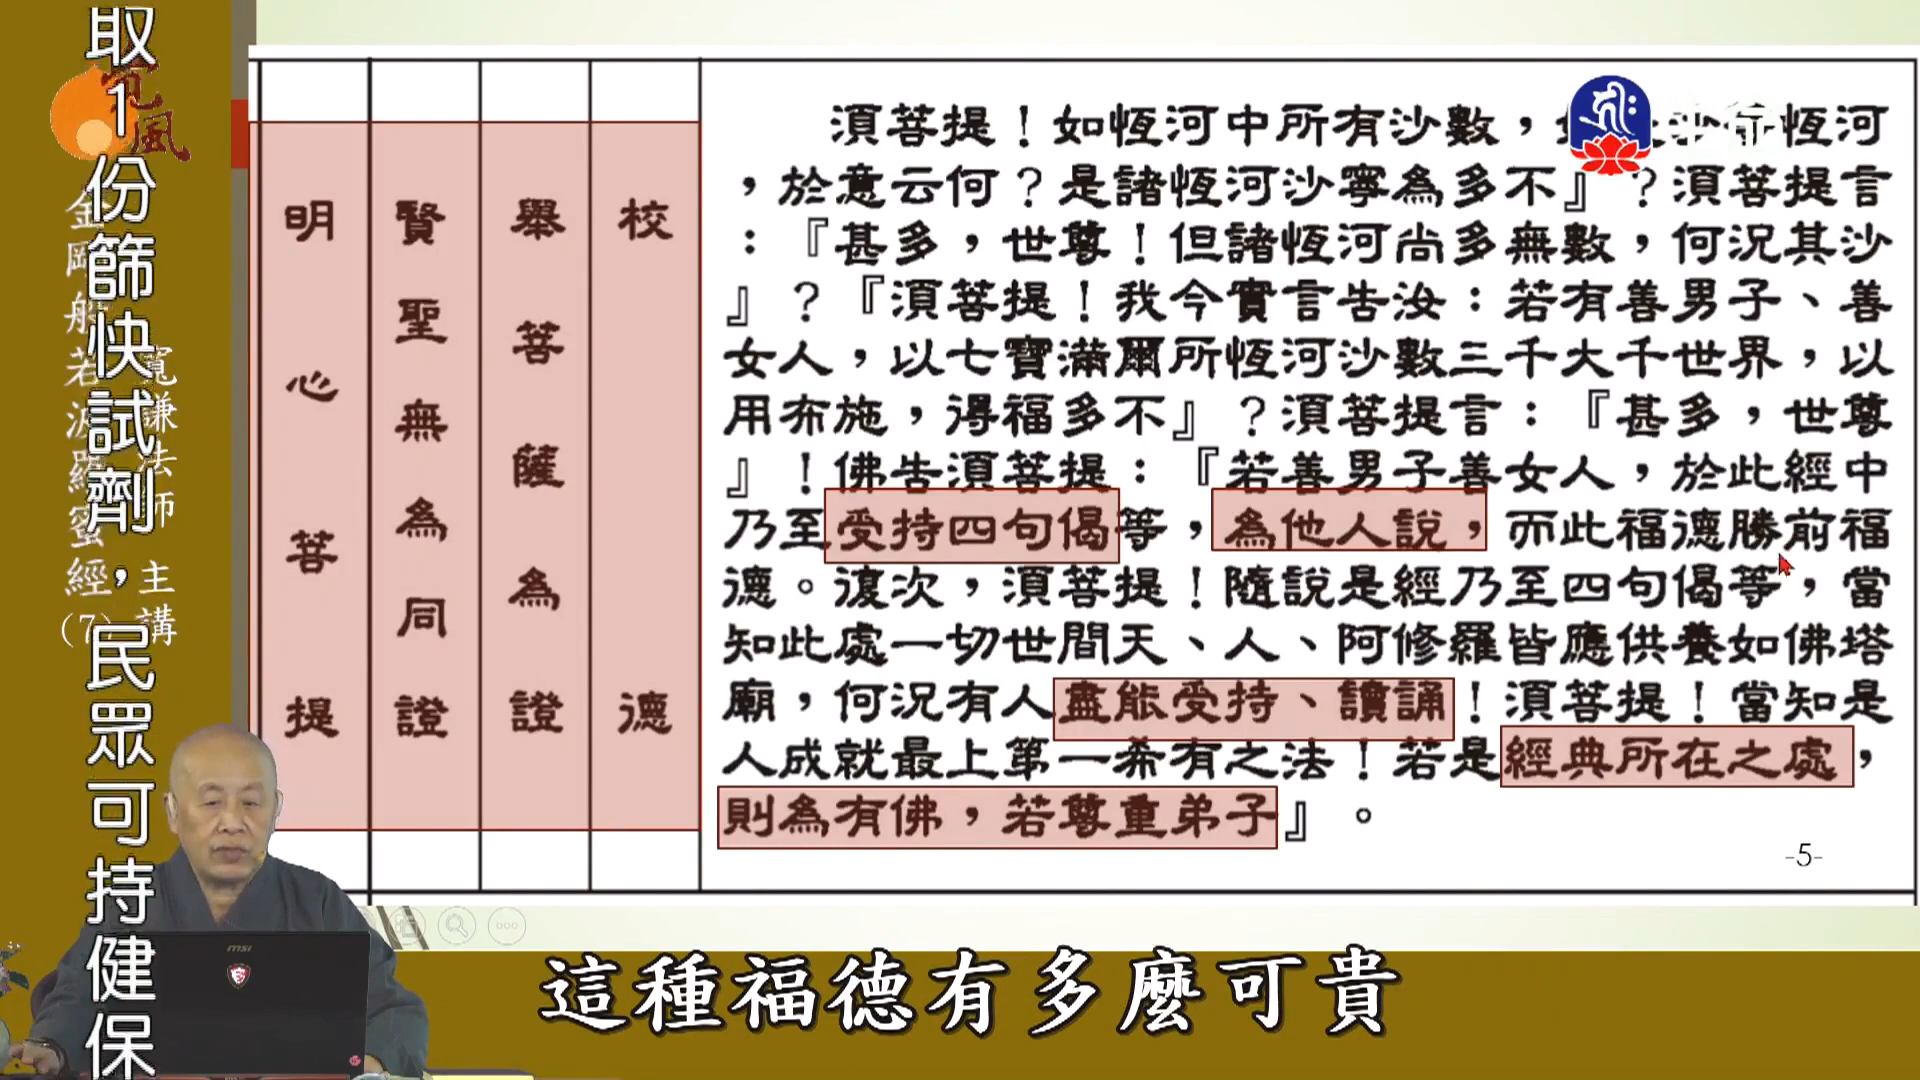 取1份篩快試劑，民眾可持健保
金剛般若波羅蜜經(7)
寬謙法師 主講
校德
舉菩薩為證
賢聖無為同證
明心菩提
須菩提！如恆河中所有沙數，恆河
，於意云何？是諸恆河沙寧為多不』？須菩提言
：『甚多，世尊！但諸恆河尚多無數，何況其沙
』？『須菩提！我今實言告汝：若有善男子、善
女人，以七寶滿爾所恆河沙數三千大千世界，以
用布施，得福多不』？須菩提言：『甚多，世尊
』！佛告須菩提：『若善男子善女人，於此經中
乃至受持四句偈等，為他人說，而此福德勝前福
德。復次，須菩提！隨說是經乃至四句偈等，當
知此處一切世間天、人、阿修羅皆應供養如佛塔
廟，何況有人盡能受持、讀誦！須菩提！當知是
人成就最上第一希有之法！若是經典所在之處，
則為有佛，若尊重弟子』。
-5-
msi
這種福德有多麼可貴